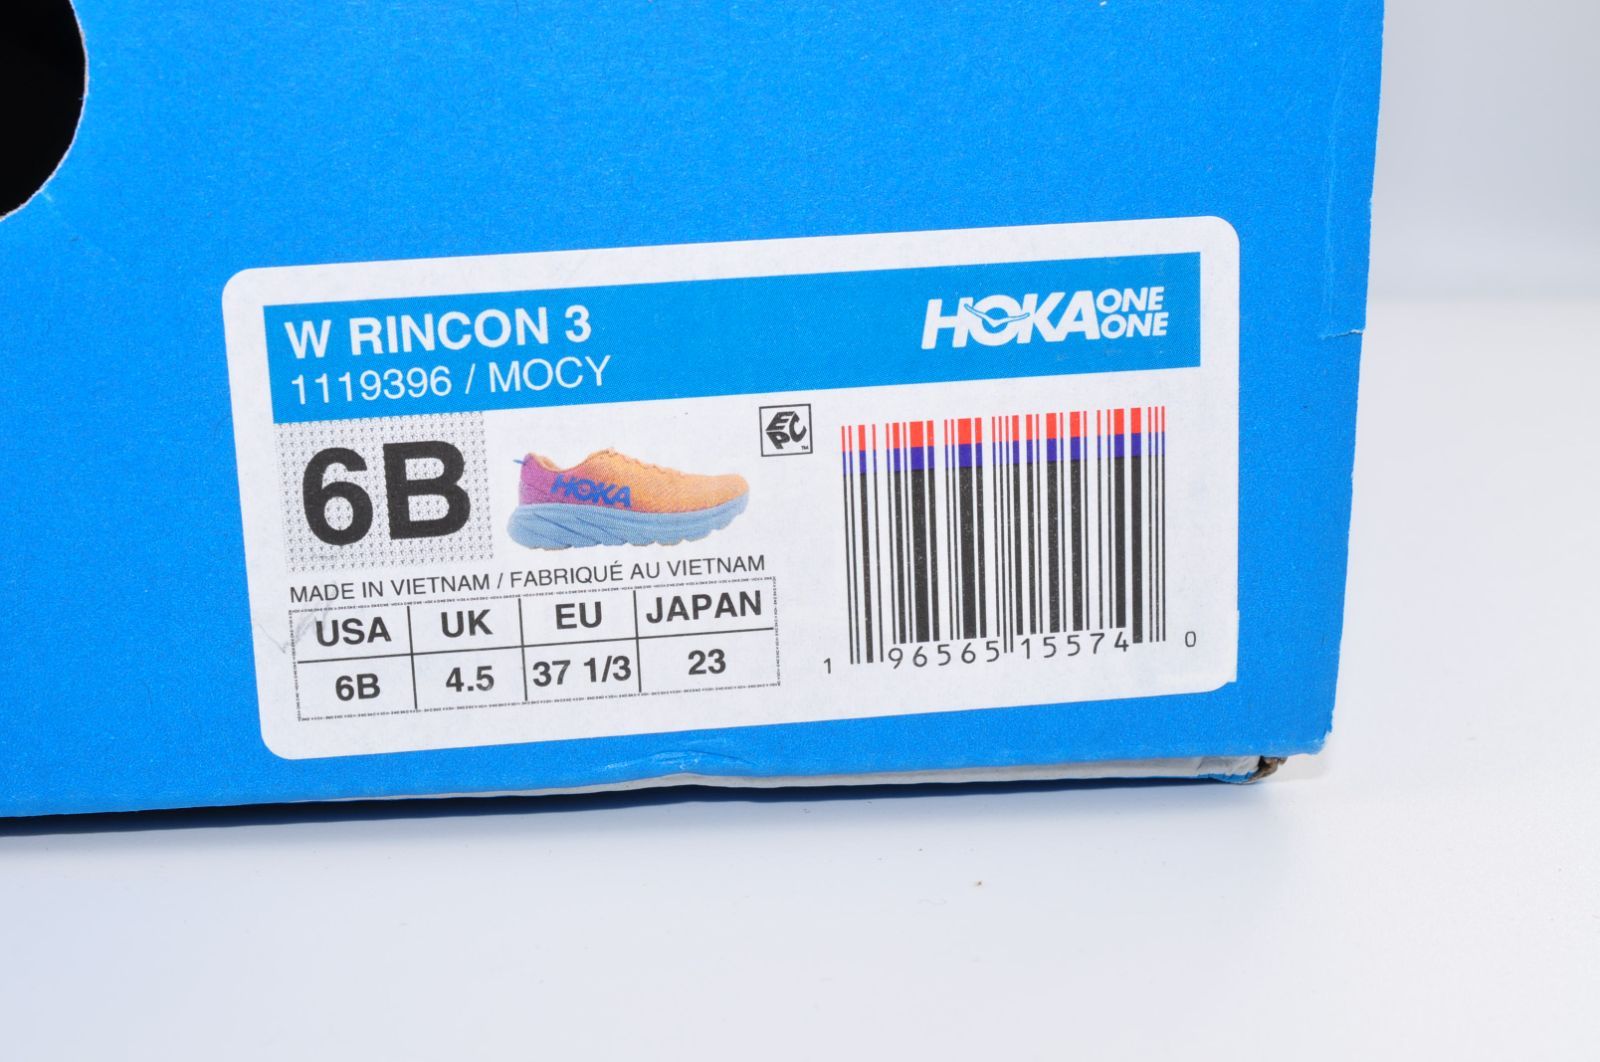 W RINCON 3
1119396 / MOCY
HOKA ONE ONE
6B
HOKA
EPC™
MADE IN VIETNAM / FABRIQUÉ AU VIETNAM
USA UK EU JAPAN
6B 4.5 37 1/3 23
1 96565 15574 0